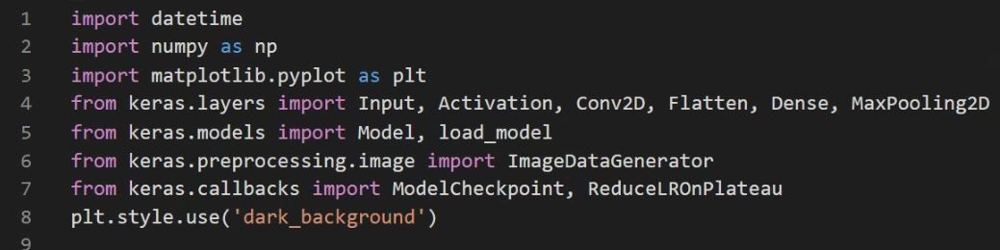 1 import datetime
2 import numpy as np
3 import matplotlib.pyplot as plt
4 from keras.layers import Input, Activation, Conv2D, Flatten, Dense, MaxPooling2D
5 from keras.models import Model, load_model
6 from keras.preprocessing.image import ImageDataGenerator
7 from keras.callbacks import ModelCheckpoint, ReduceLROnPlateau
8 plt.style.use('dark_background')
9